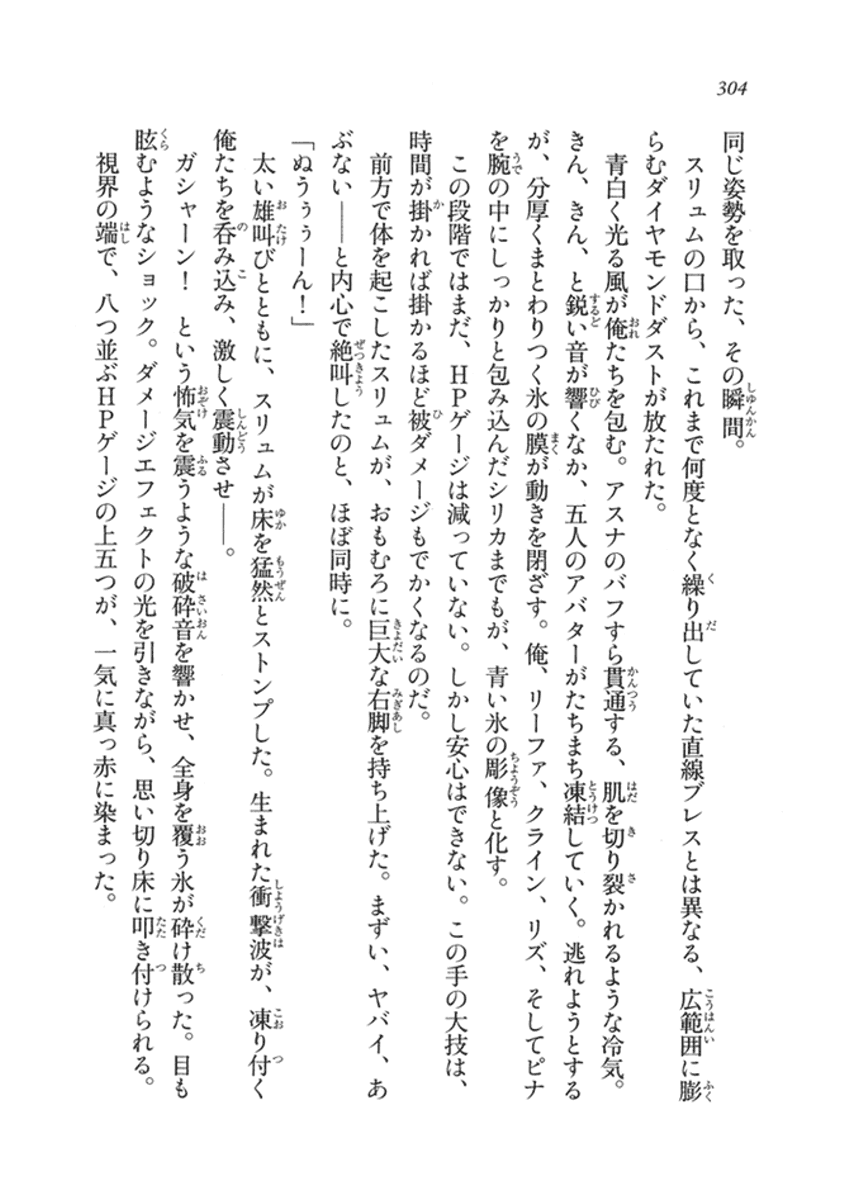 304
同じ姿勢を取った、その瞬間。
　スリュムの口から、これまで何度となく繰り出していた直線ブレスとは異なる、広範囲に膨
らむダイヤモンドダストが放たれた。
　青白く光る風が俺たちを包む。アスナのバフすら貫通する、肌を切り裂かれるような冷気。
きん、きん、と鋭い音が響くなか、五人のアバターがたちまち凍結していく。逃れようとする
が、分厚くまとわりつく氷の膜が動きを閉ざす。俺、リーファ、クライン、リズ、そしてピナ
を腕の中にしっかりと包み込んだシリカまでもが、青い氷の彫像と化す。
　この段階ではまだ、HPゲージは減っていない。しかし安心はできない。この手の大技は、
時間が掛かれば掛かるほど被ダメージもでかくなるのだ。
　前方で体を起こしたスリュムが、おもむろに巨大な右脚を持ち上げた。まずい、ヤバイ、あ
ぶない――と内心で絶叫したのと、ほぼ同時に。
「ぬうぅぅーん！」
　太い雄叫びとともに、スリュムが床を猛然とストンプした。生まれた衝撃波が、凍り付く
俺たちを呑み込み、激しく震動させ――。
　ガシャーン！　という怖気を震うような破砕音を響かせ、全身を覆う氷が砕け散った。目も
眩むようなショック。ダメージエフェクトの光を引きながら、思い切り床に叩き付けられる。
　視界の端で、八つ並ぶHPゲージの上五つが、一気に真っ赤に染まった。